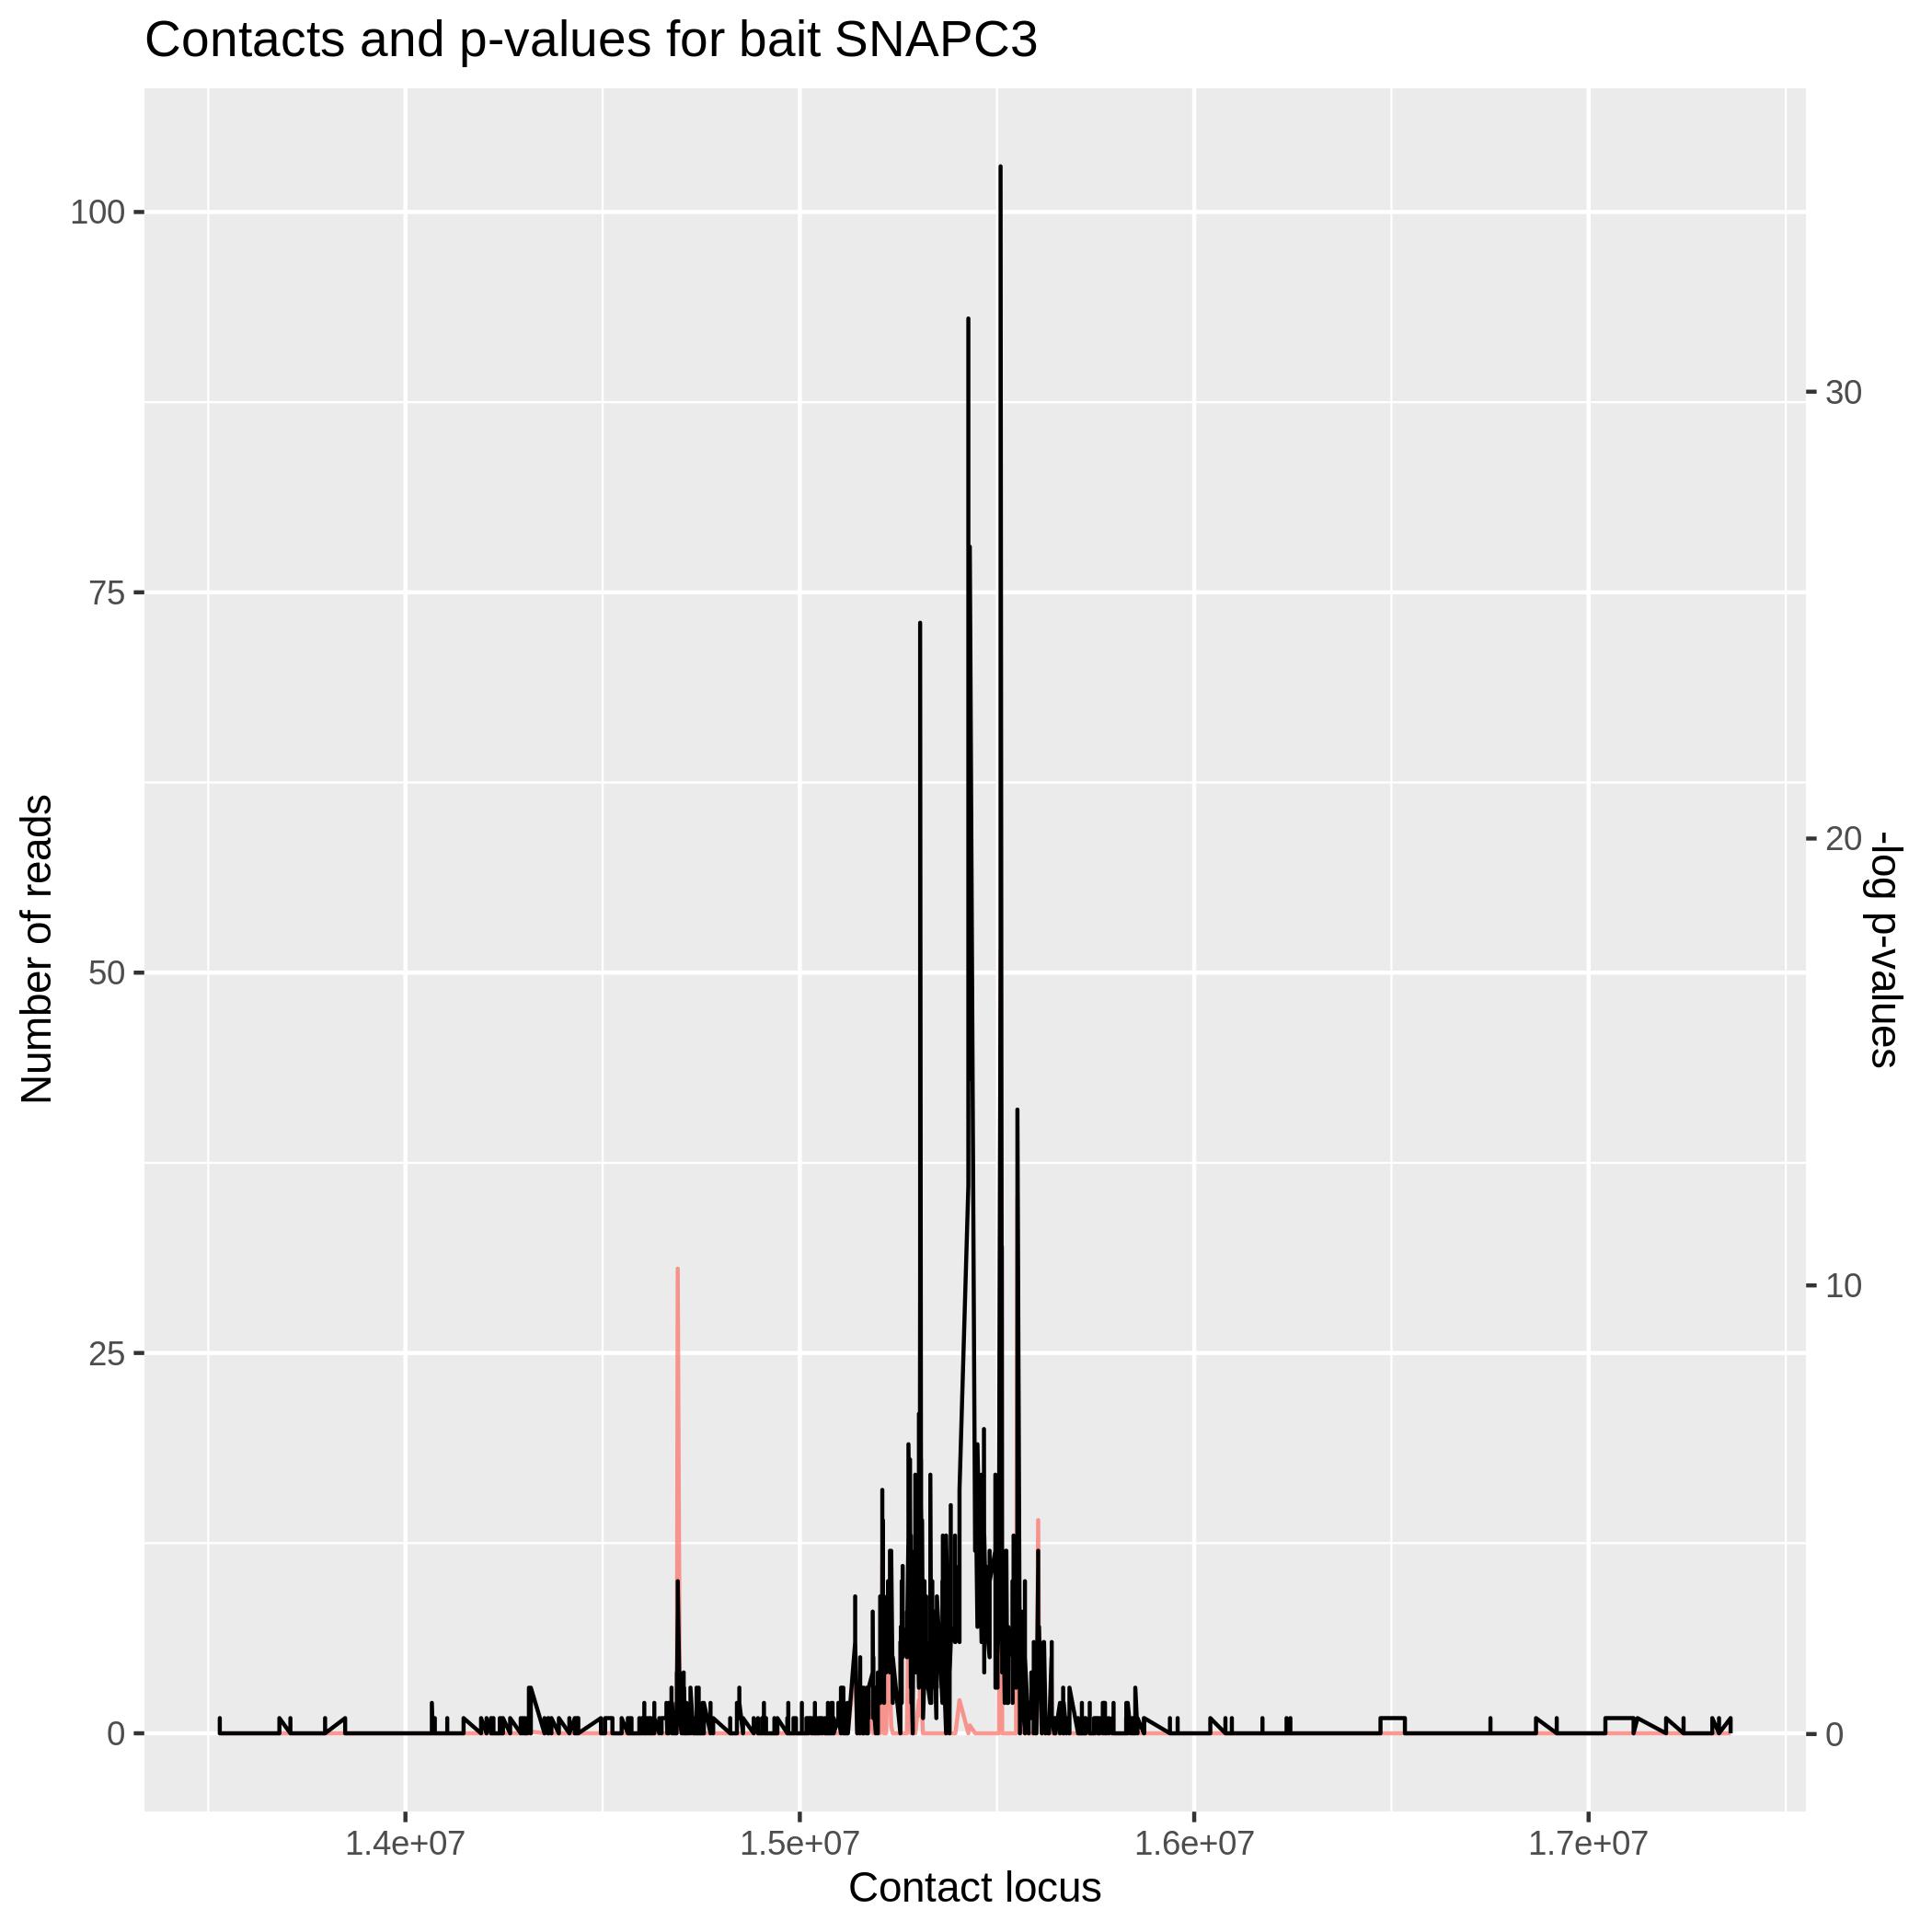 Contacts and p-values for bait SNAPC3
Number of reads
100
75
50
25
0
30
20
10
0
-log p-values
1.4e+07
1.5e+07
1.6e+07
1.7e+07
Contact locus